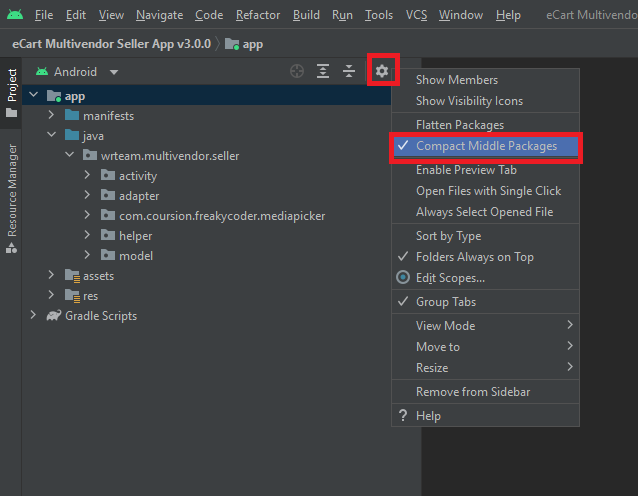 File Edit View Navigate Code Refactor Build Run Tools VCS Window Help eCart Multivendo
eCart Multivendor Seller App v3.0.0 app
Project
Resource Manager
Android
app
manifests
java
wrteam.multivendor.seller
activity
adapter
com.coursion.freakycoder.mediapicker
helper
model
assets
res
Gradle Scripts
Show Members
Show Visibility Icons
Flatten Packages
Compact Middle Packages
Enable Preview Tab
Open Files with Single Click
Always Select Opened File
Sort by Type
Folders Always on Top
Edit Scopes...
Group Tabs
View Mode
Move to
Resize
Remove from Sidebar
? Help